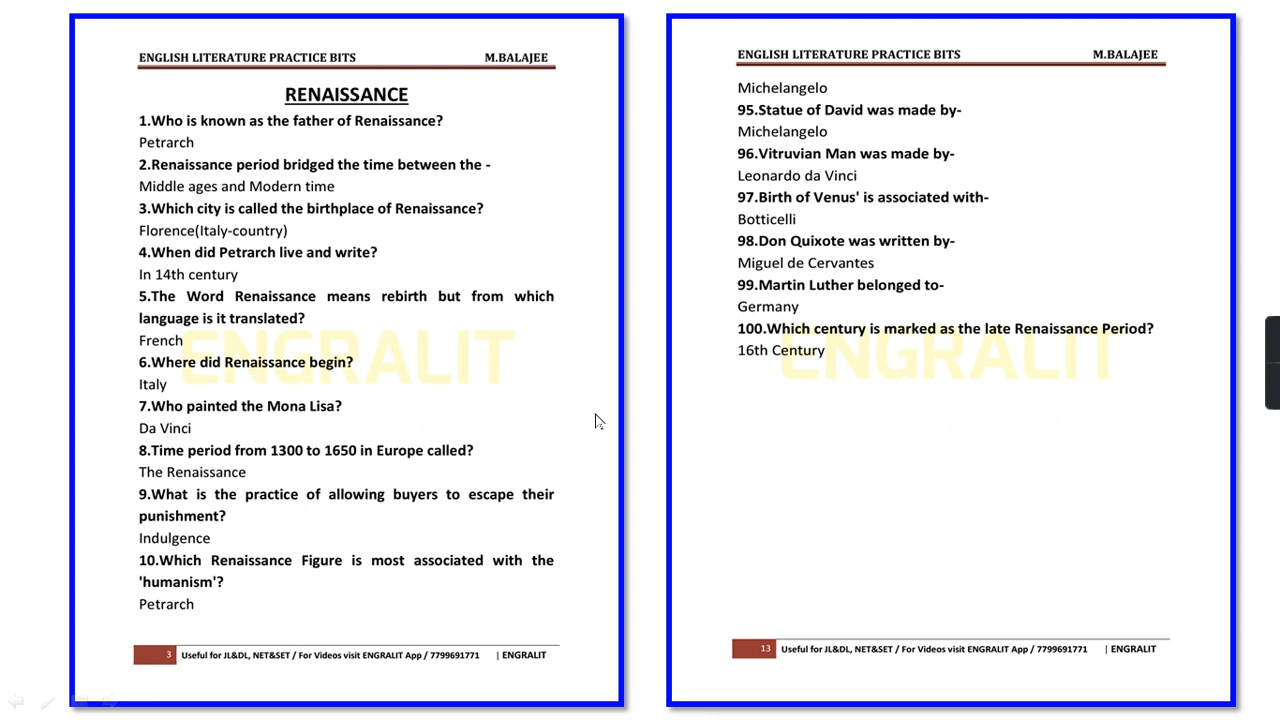 ENGLISH LITERATURE PRACTICE BITS M.BALAJEE
RENAISSANCE
1.Who is known as the father of Renaissance?
Petrarch
2.Renaissance period bridged the time between the -
Middle ages and Modern time
3.Which city is called the birthplace of Renaissance?
Florence(Italy-country)
4.When did Petrarch live and write?
In 14th century
5.The Word Renaissance means rebirth but from which
language is it translated?
French
6.Where did Renaissance begin?
Italy
7.Who painted the Mona Lisa?
Da Vinci
8.Time period from 1300 to 1650 in Europe called?
The Renaissance
9.What is the practice of allowing buyers to escape their
punishment?
Indulgence
10.Which Renaissance Figure is most associated with the
'humanism'?
Petrarch
ENGRALIT
3 Useful for JL&DL, NET&SET / For Videos visit ENGRALIT App / 7799691771 | ENGRALIT
ENGLISH LITERATURE PRACTICE BITS M.BALAJEE
Michelangelo
95.Statue of David was made by-
Michelangelo
96.Vitruvian Man was made by-
Leonardo da Vinci
97.Birth of Venus' is associated with-
Botticelli
98.Don Quixote was written by-
Miguel de Cervantes
99.Martin Luther belonged to-
Germany
100.Which century is marked as the late Renaissance Period?
16th Century
ENGRALIT
13 Useful for JL&DL, NET&SET / For Videos visit ENGRALIT App / 7799691771 | ENGRALIT